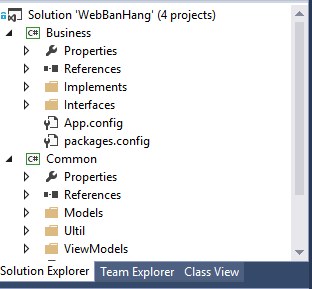 Solution 'WebBanHang' (4 projects)
C# Business
Properties
References
Implements
Interfaces
App.config
packages.config
C# Common
Properties
References
Models
Ultil
ViewModels
Solution Explorer Team Explorer Class View